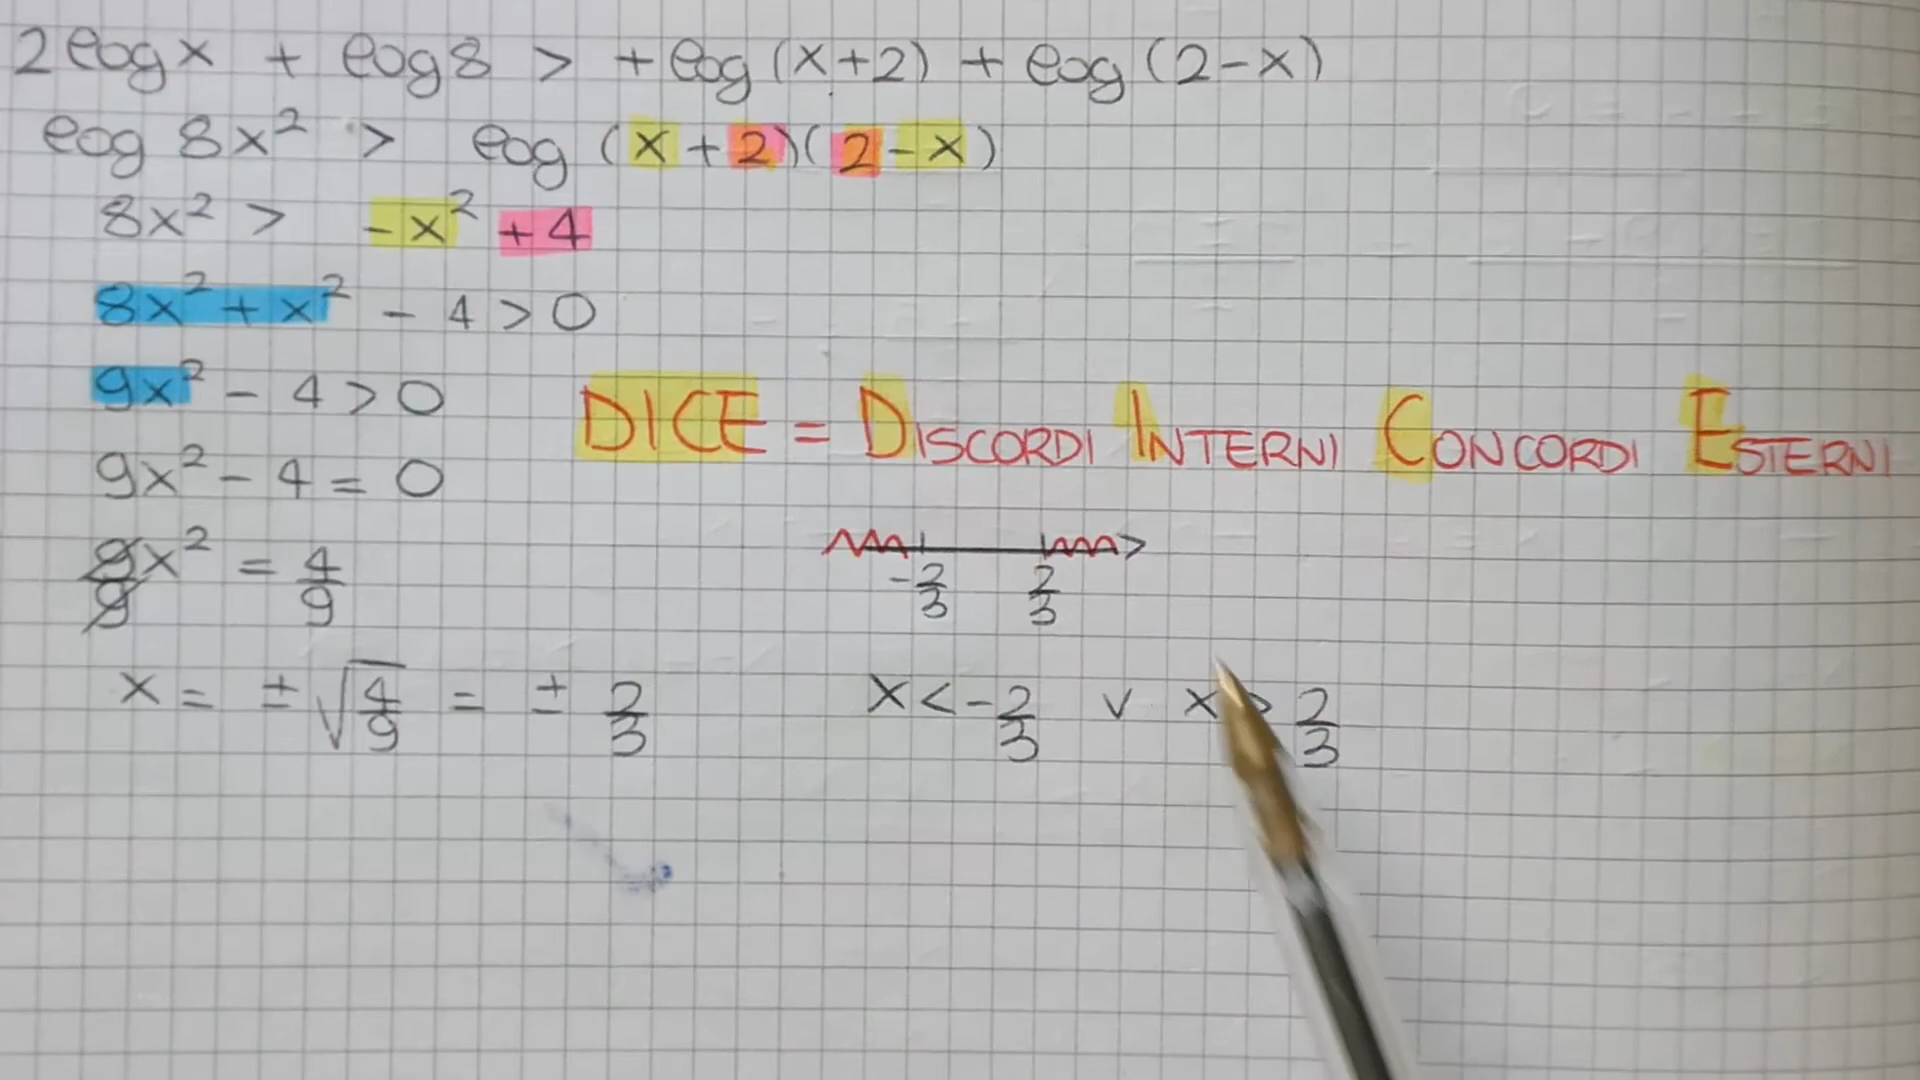 2 log x + log 8 > + log (x+2) + log (2-x)
log 8x² > log (x+2)(2-x)
8x² > -x² +4
8x² + x² - 4 > 0
9x² - 4 > 0
DICE = DISCORDI INTERNI CONCORDI ESTERNI
9x² - 4 = 0
9x²/9 = 4/9
-2/3 2/3
x = ± √4/9 = ± 2/3
x < -2/3 ∨ x > 2/3